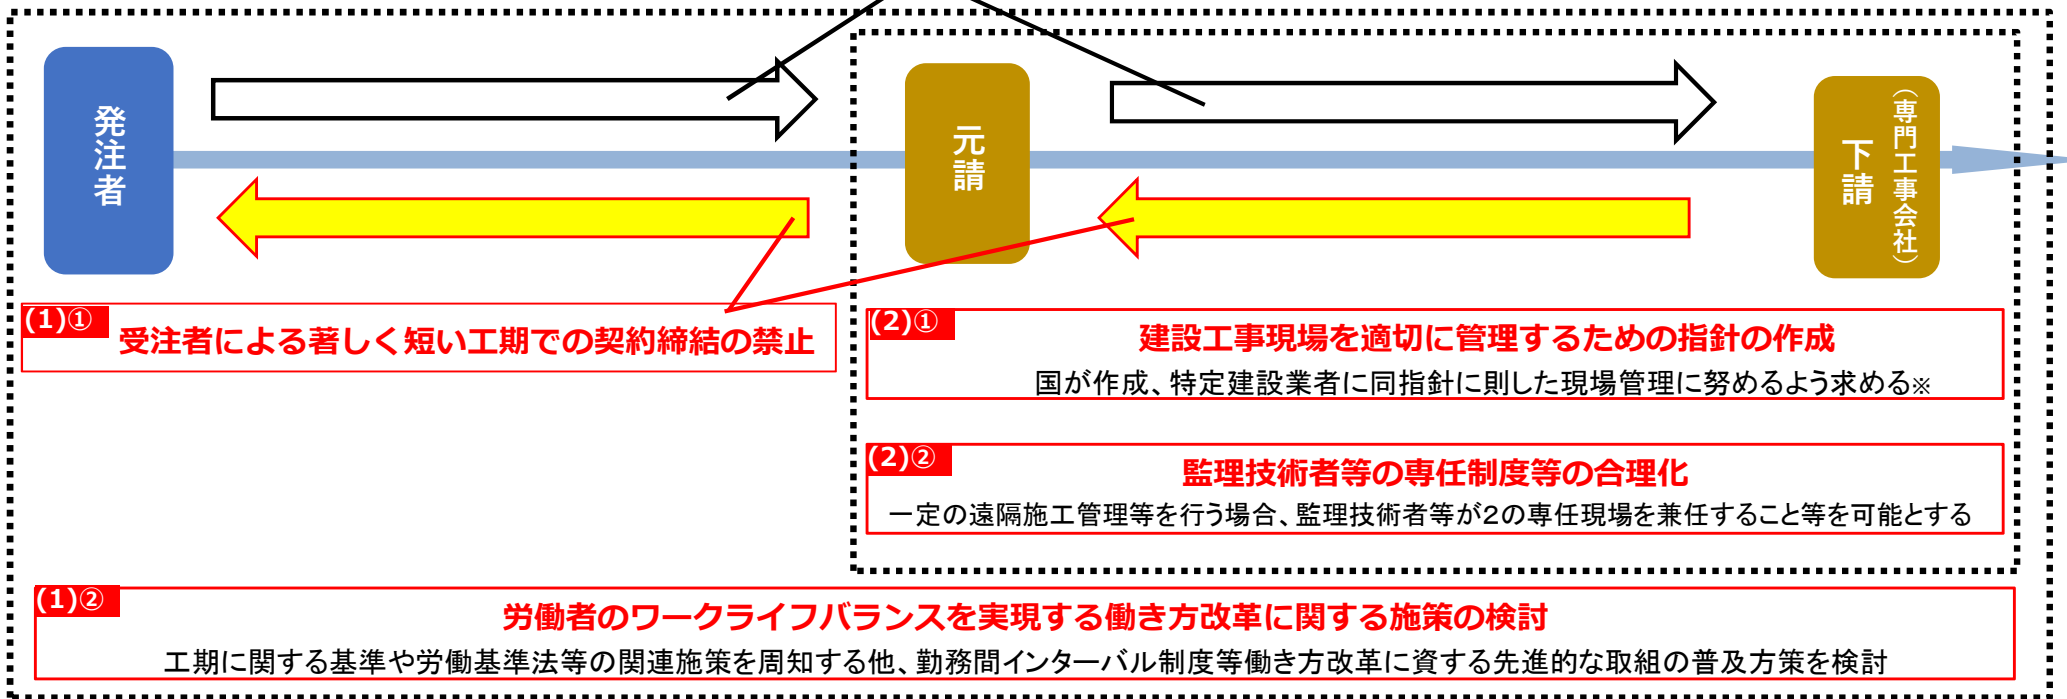 発注者
元請
下請
（専門工事会社）
(1)①
受注者による著しく短い工期での契約締結の禁止
(2)①
建設工事現場を適切に管理するための指針の作成
国が作成、特定建設業者に同指針に則した現場管理に努めるよう求める※
(2)②
監理技術者等の専任制度等の合理化
一定の遠隔施工管理等を行う場合、監理技術者等が2の専任現場を兼任すること等を可能とする
(1)②
労働者のワークライフバランスを実現する働き方改革に関する施策の検討
工期に関する基準や労働基準法等の関連施策を周知する他、勤務間インターバル制度等働き方改革に資する先進的な取組の普及方策を検討